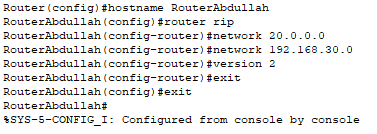 Router(config)#hostname RouterAbdullah
RouterAbdullah(config)#router rip
RouterAbdullah(config-router)#network 20.0.0.0
RouterAbdullah(config-router)#network 192.168.30.0
RouterAbdullah(config-router)#version 2
RouterAbdullah(config-router)#exit
RouterAbdullah(config)#exit
RouterAbdullah#
%SYS-5-CONFIG_I: Configured from console by console